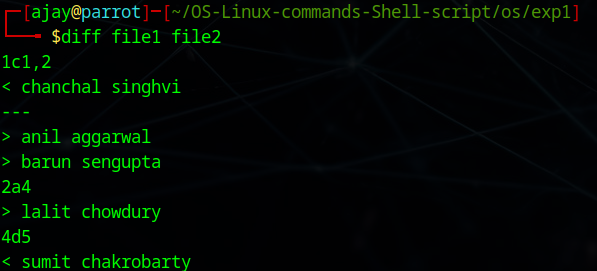 [ajay@parrot]-[~/OS-Linux-commands-Shell-script/os/exp1]
$diff file1 file2
1c1,2
< chanchal singhvi
---
> anil aggarwal
> barun sengupta
2a4
> lalit chowdury
4d5
< sumit chakrobarty